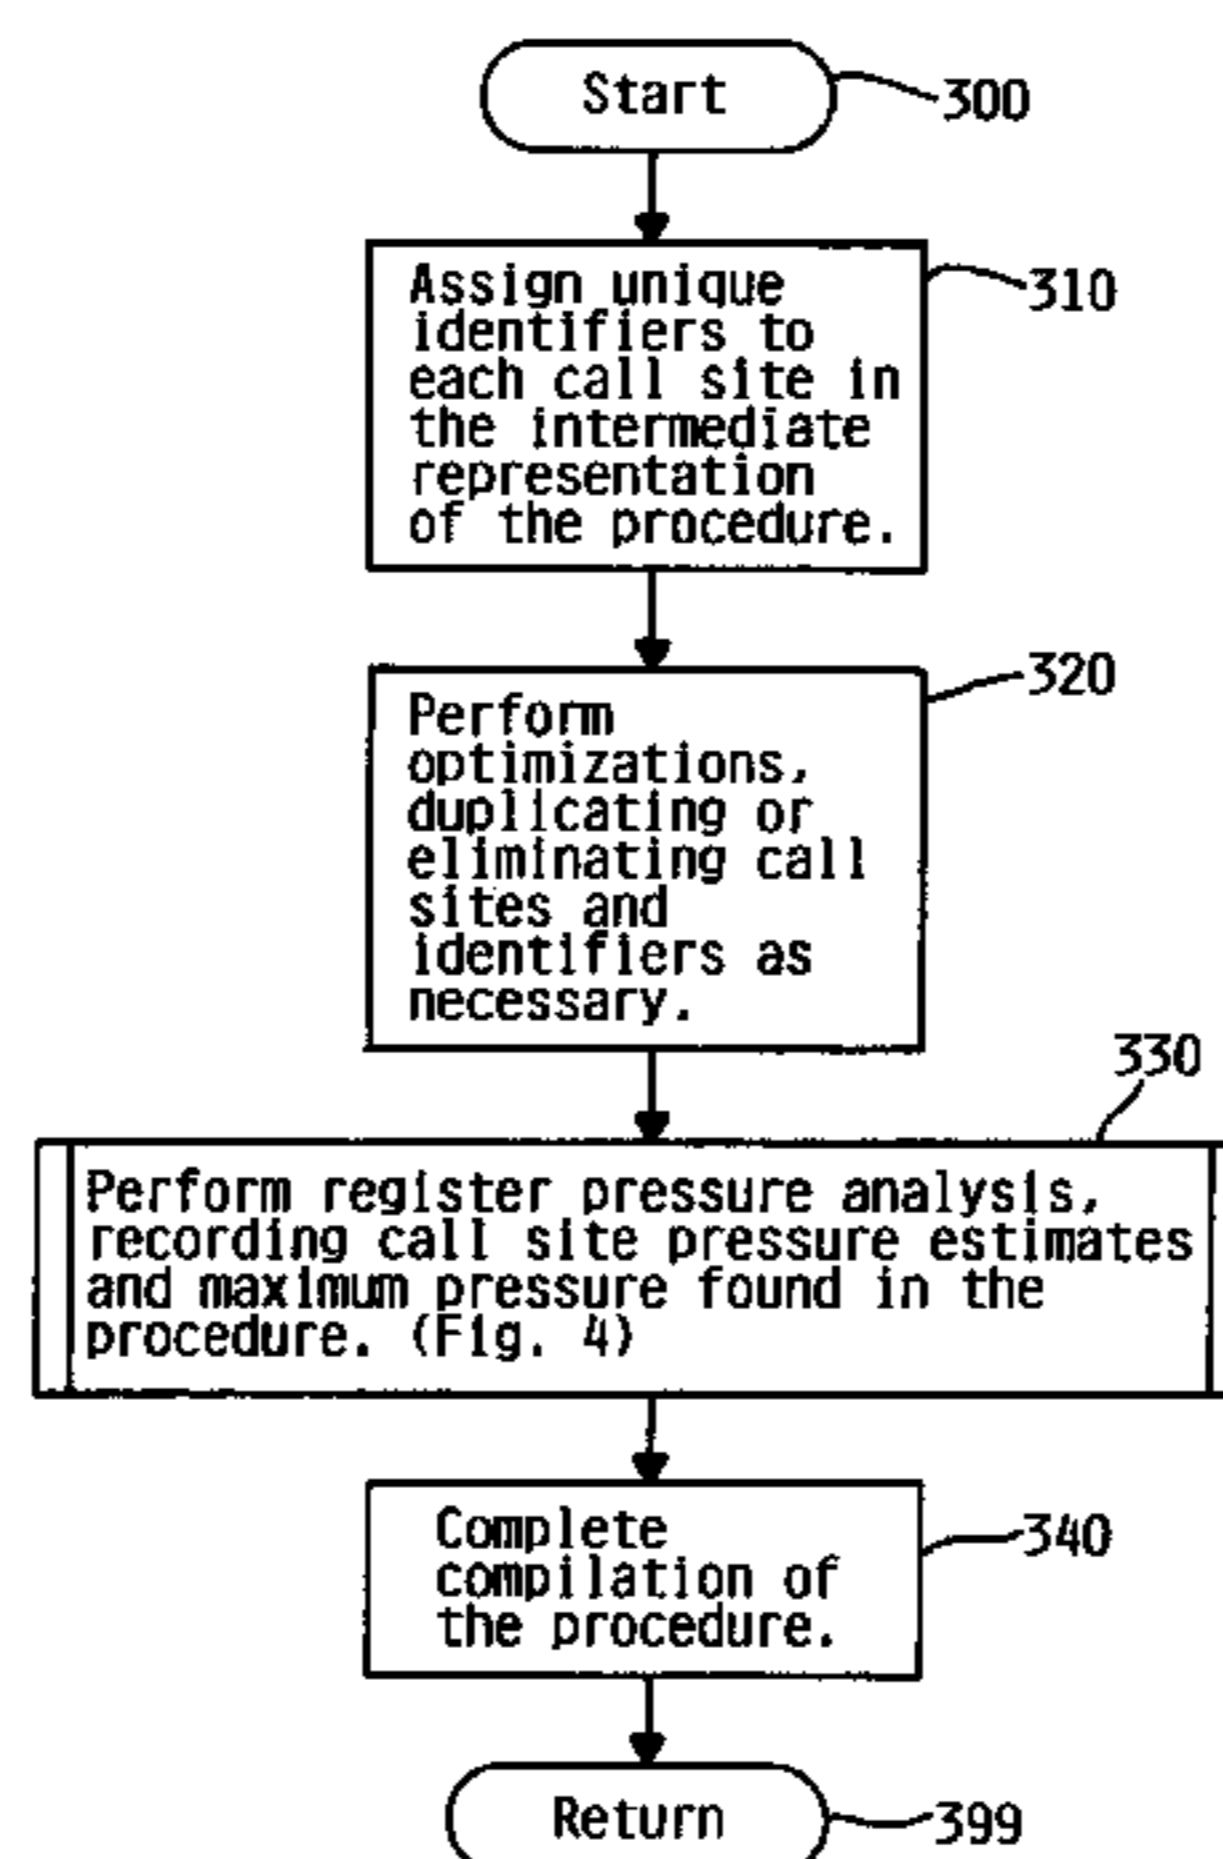 Start
300
Assign unique
identifiers to
each call site in
the intermediate
representation
of the procedure.
310
Perform
optimizations,
duplicating or
eliminating call
sites and
identifiers as
necessary.
320
330
Perform register pressure analysis,
recording call site pressure estimates
and maximum pressure found in the
procedure. (Fig. 4)
Complete
compilation of
the procedure.
340
Return
399